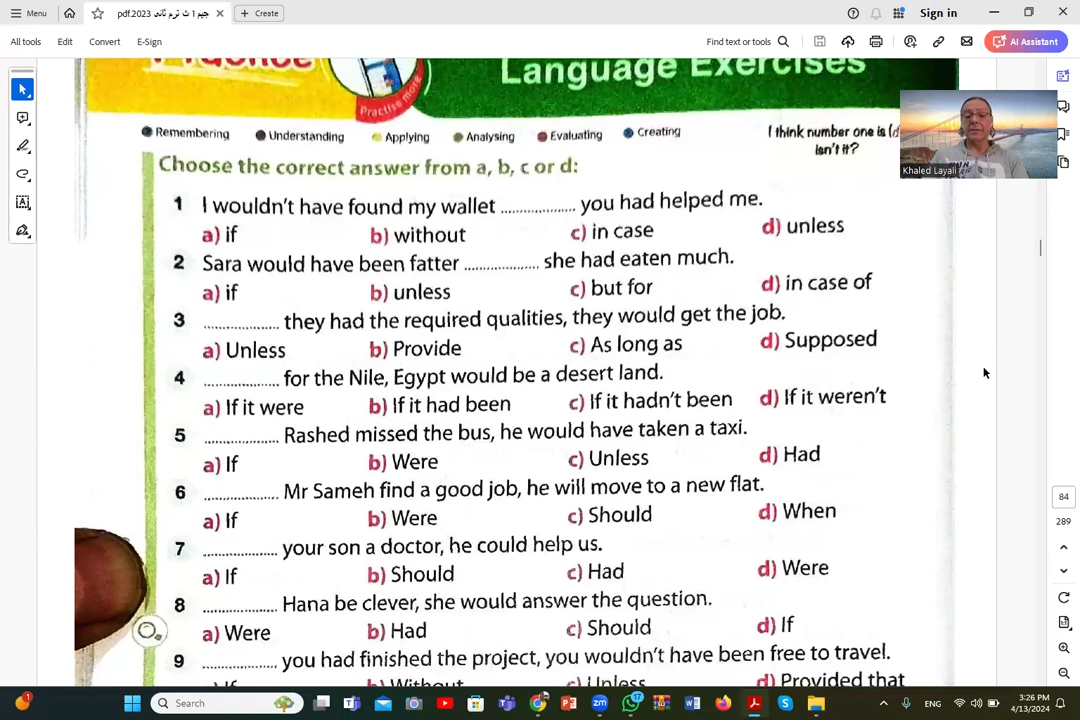 Menu
جيم 1 ث ترم ثانى 2023.pdf
Create
Sign in
All tools
Edit
Convert
E-Sign
Find text or tools
AI Assistant
Practice
Practise more
Language Exercises
Remembering
Understanding
Applying
Analysing
Evaluating
Creating
I think number one is (d
isn't it?
Khaled Layali
Choose the correct answer from a, b, c or d:
1 I wouldn't have found my wallet ................ you had helped me.
a) if b) without c) in case d) unless
2 Sara would have been fatter ................ she had eaten much.
a) if b) unless c) but for d) in case of
3 ................ they had the required qualities, they would get the job.
a) Unless b) Provide c) As long as d) Supposed
4 ................ for the Nile, Egypt would be a desert land.
a) If it were b) If it had been c) If it hadn't been d) If it weren't
5 ................ Rashed missed the bus, he would have taken a taxi.
a) If b) Were c) Unless d) Had
6 ................ Mr Sameh find a good job, he will move to a new flat.
a) If b) Were c) Should d) When
7 ................ your son a doctor, he could help us.
a) If b) Should c) Had d) Were
8 ................ Hana be clever, she would answer the question.
a) Were b) Had c) Should d) If
9 ................ you had finished the project, you wouldn't have been free to travel.
a) If b) Without c) Unless d) Provided that
84
289
1
Search
17
ENG
3:26 PM
4/13/2024